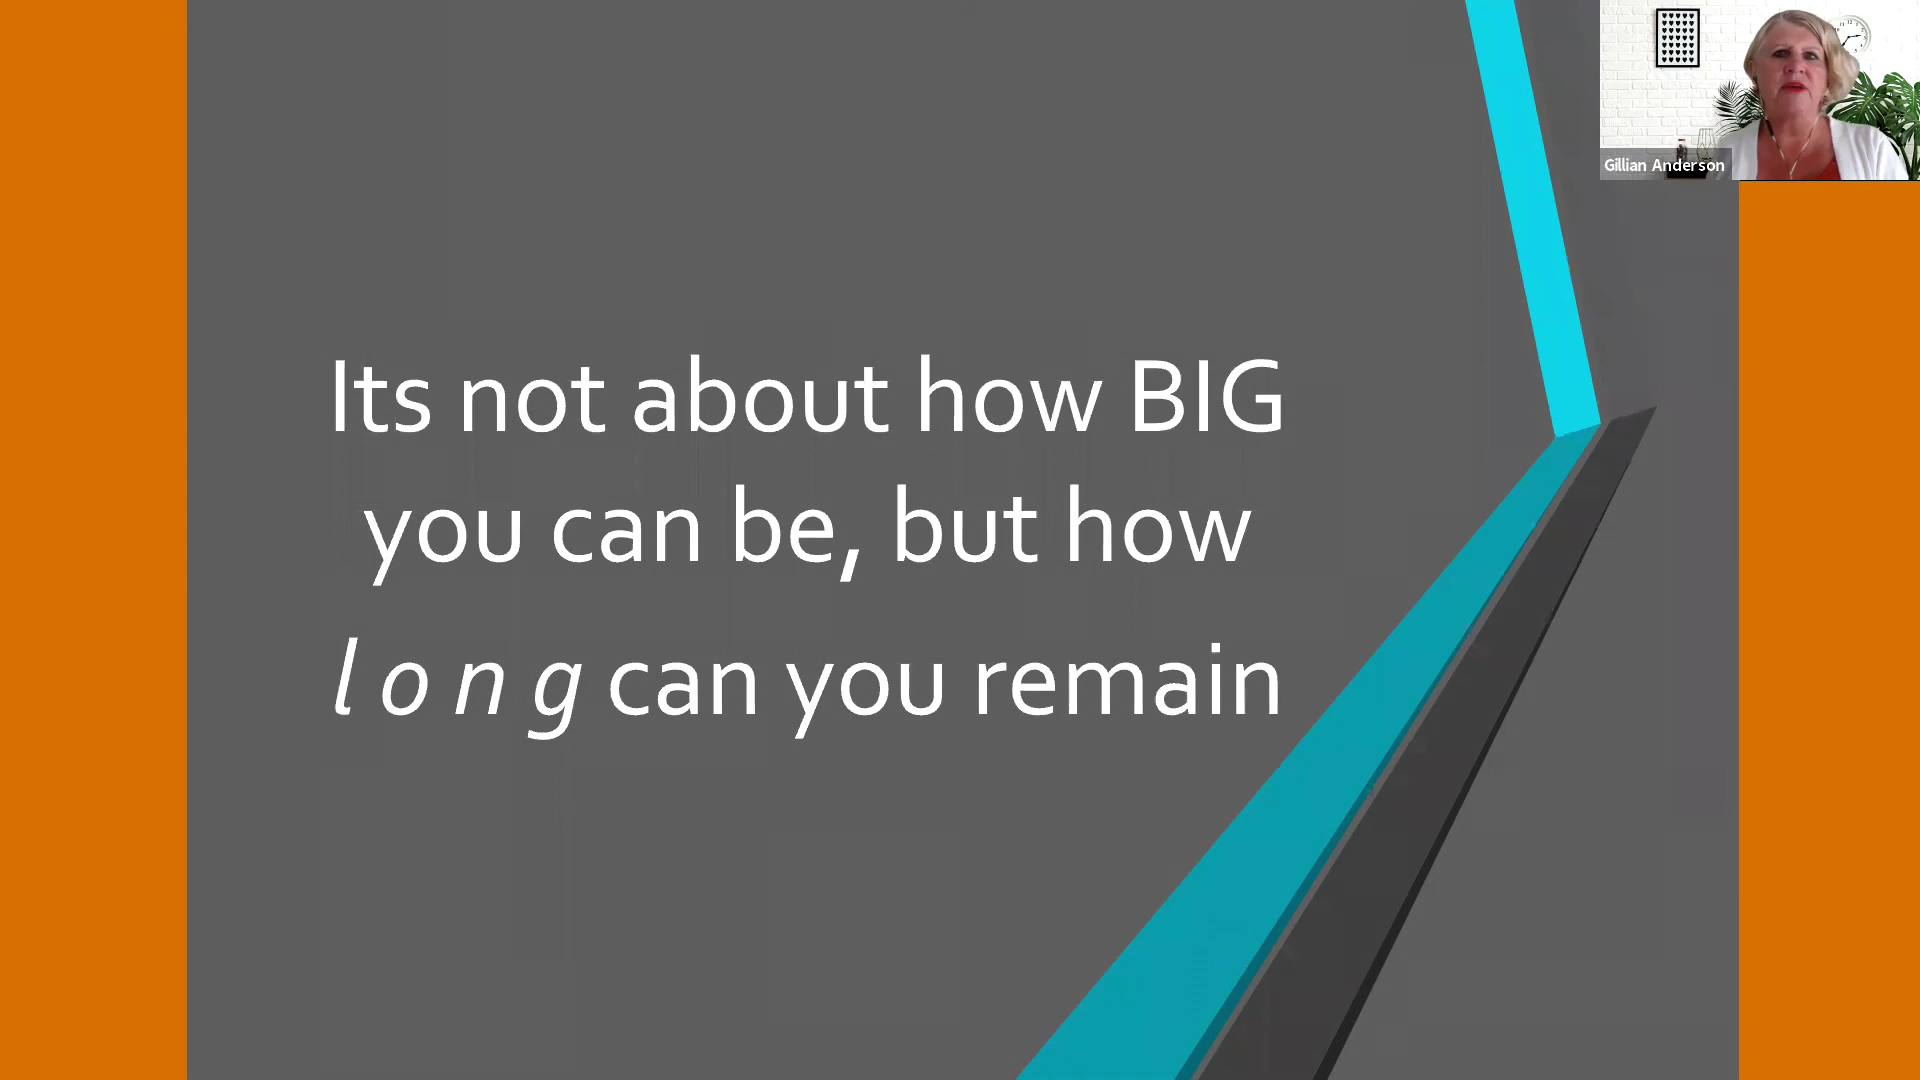 Its not about how BIG
you can be, but how
l o n g can you remain
Gillian Anderson